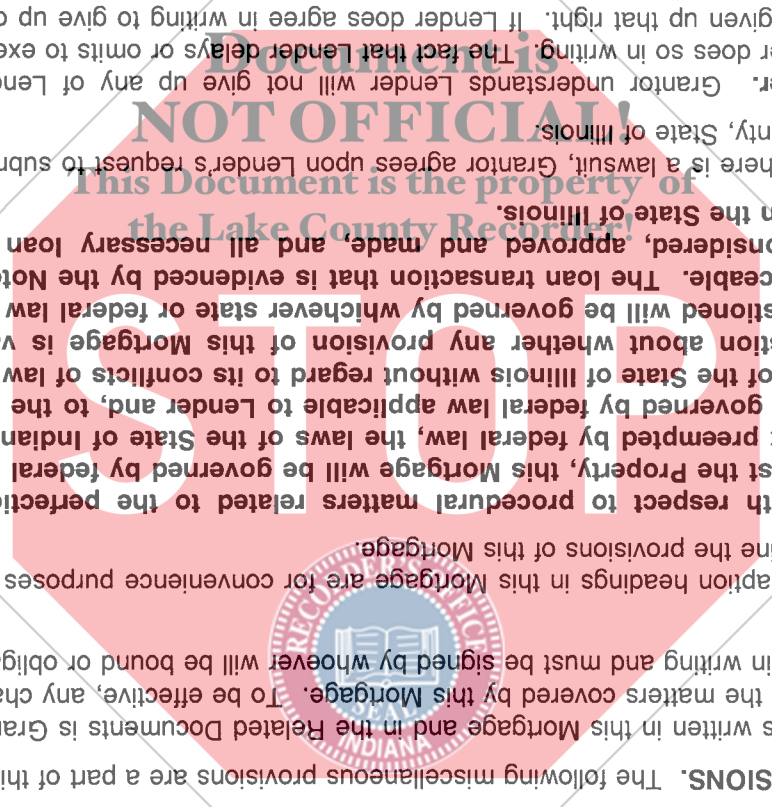 Document is
NOT OFFICIAL!
This Document is the property of
the Lake County Recorder!
STOP
RECORDER'S OFFICE
SEAL
INDIANA
SIONS. The following miscellaneous provisions are a part of thi
s written in this Mortgage and in the Related Documents is Gran
the matters covered by this Mortgage. To be effective, any cha
in writing and must be signed by whoever will be bound or oblig
aption headings in this Mortgage are for convenience purposes
ine the provisions of this Mortgage.
th respect to procedural matters related to the perfectio
st the Property, this Mortgage will be governed by federal
t preempted by federal law, the laws of the State of Indian
governed by federal law applicable to Lender and, to the
of the State of Illinois without regard to its conflicts of law
stion about whether any provision of this Mortgage is va
stioned will be governed by whichever state or federal law
ceable. The loan transaction that is evidenced by the Note
onsidered, approved and made, and all necessary loan
n the State of Illinois.
here is a lawsuit, Grantor agrees upon Lender's request to subm
nty, State of Illinois.
er. Grantor understands Lender will not give up any of Lend
er does so in writing. The fact that Lender delays or omits to exe
given up that right. If Lender does agree in writing to give up o